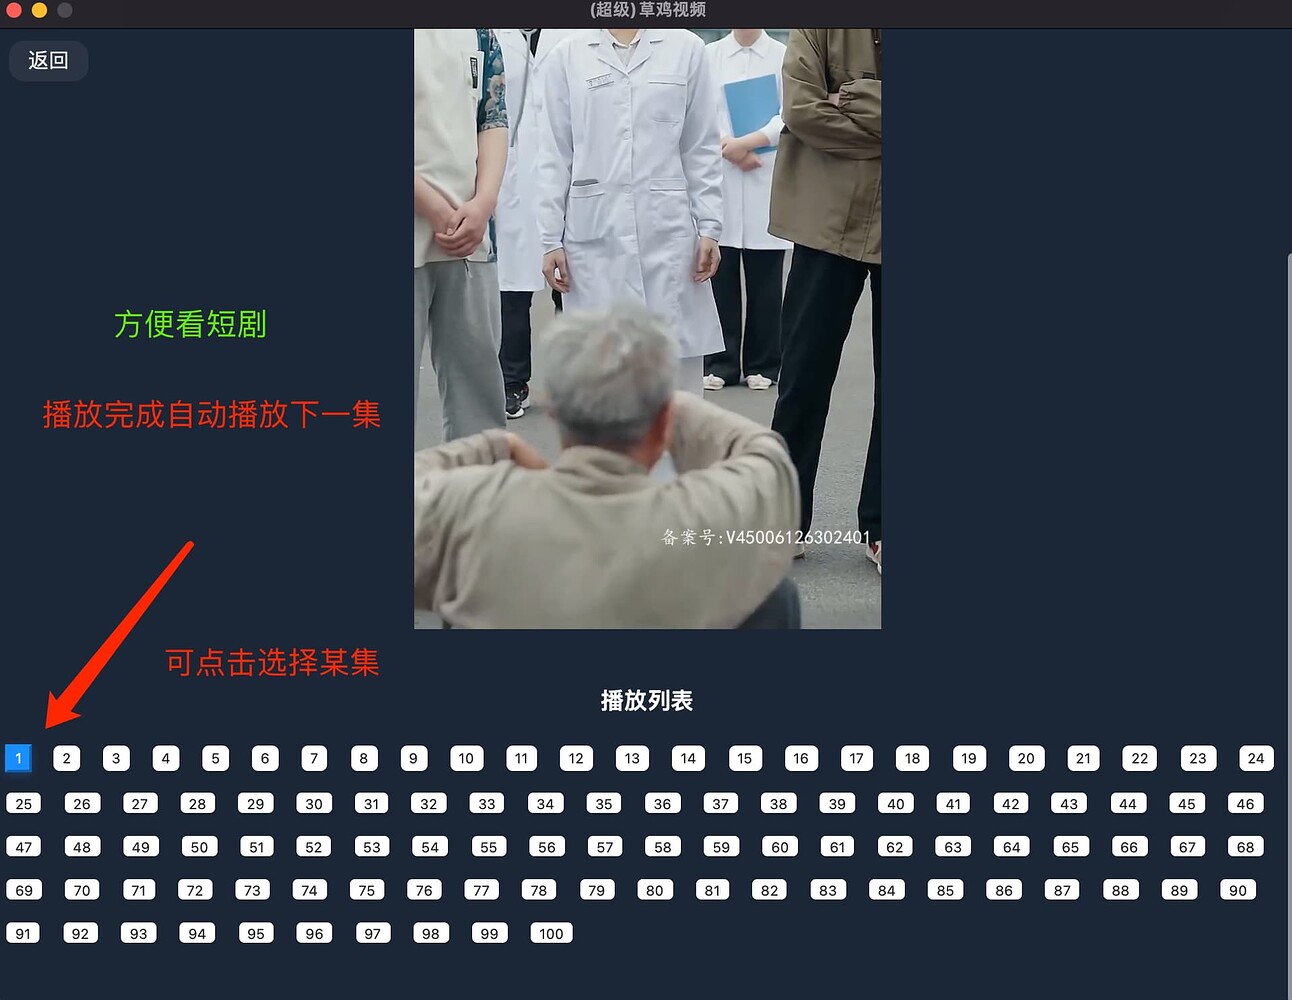 (超级)草鸡视频
返回
方便看短剧
播放完成自动播放下一集
备案号:V45006126302401
可点击选择某集
播放列表
1 2 3 4 5 6 7 8 9 10 11 12 13 14 15 16 17 18 19 20 21 22 23 24
25 26 27 28 29 30 31 32 33 34 35 36 37 38 39 40 41 42 43 44 45 46
47 48 49 50 51 52 53 54 55 56 57 58 59 60 61 62 63 64 65 66 67 68
69 70 71 72 73 74 75 76 77 78 79 80 81 82 83 84 85 86 87 88 89 90
91 92 93 94 95 96 97 98 99 100